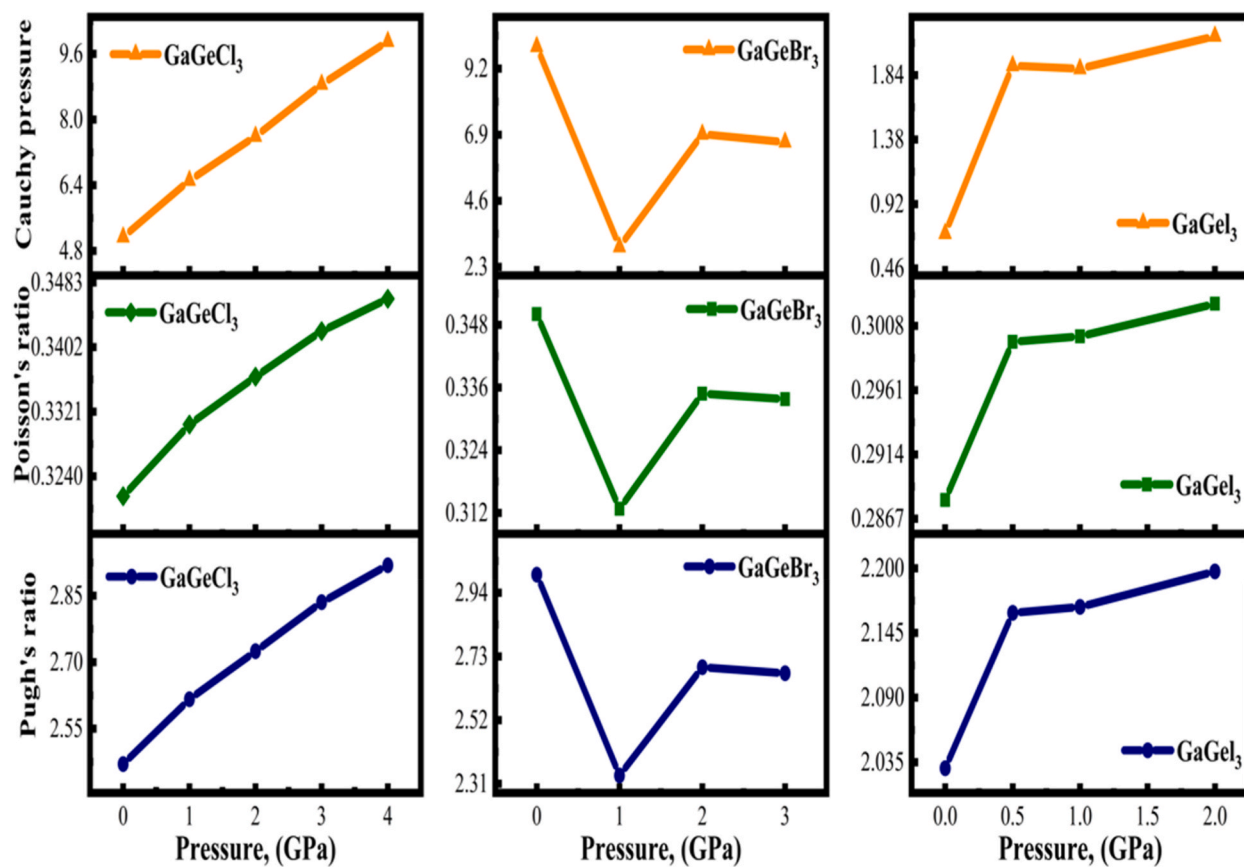 Cauchy pressure
9.6
8.0
6.4
4.8
GaGeCl₃
9.2
6.9
4.6
2.3
GaGeBr₃
1.84
1.38
0.92
0.46
GaGeI₃
Poisson's ratio
0.3483
0.3402
0.3321
0.3240
GaGeCl₃
0.348
0.336
0.324
0.312
GaGeBr₃
0.3008
0.2961
0.2914
0.2867
GaGeI₃
Pugh's ratio
2.85
2.70
2.55
GaGeCl₃
2.94
2.73
2.52
2.31
GaGeBr₃
2.200
2.145
2.090
2.035
GaGeI₃
0 1 2 3 4
0 1 2 3
0.0 0.5 1.0 1.5 2.0
Pressure, (GPa)
Pressure, (GPa)
Pressure, (GPa)